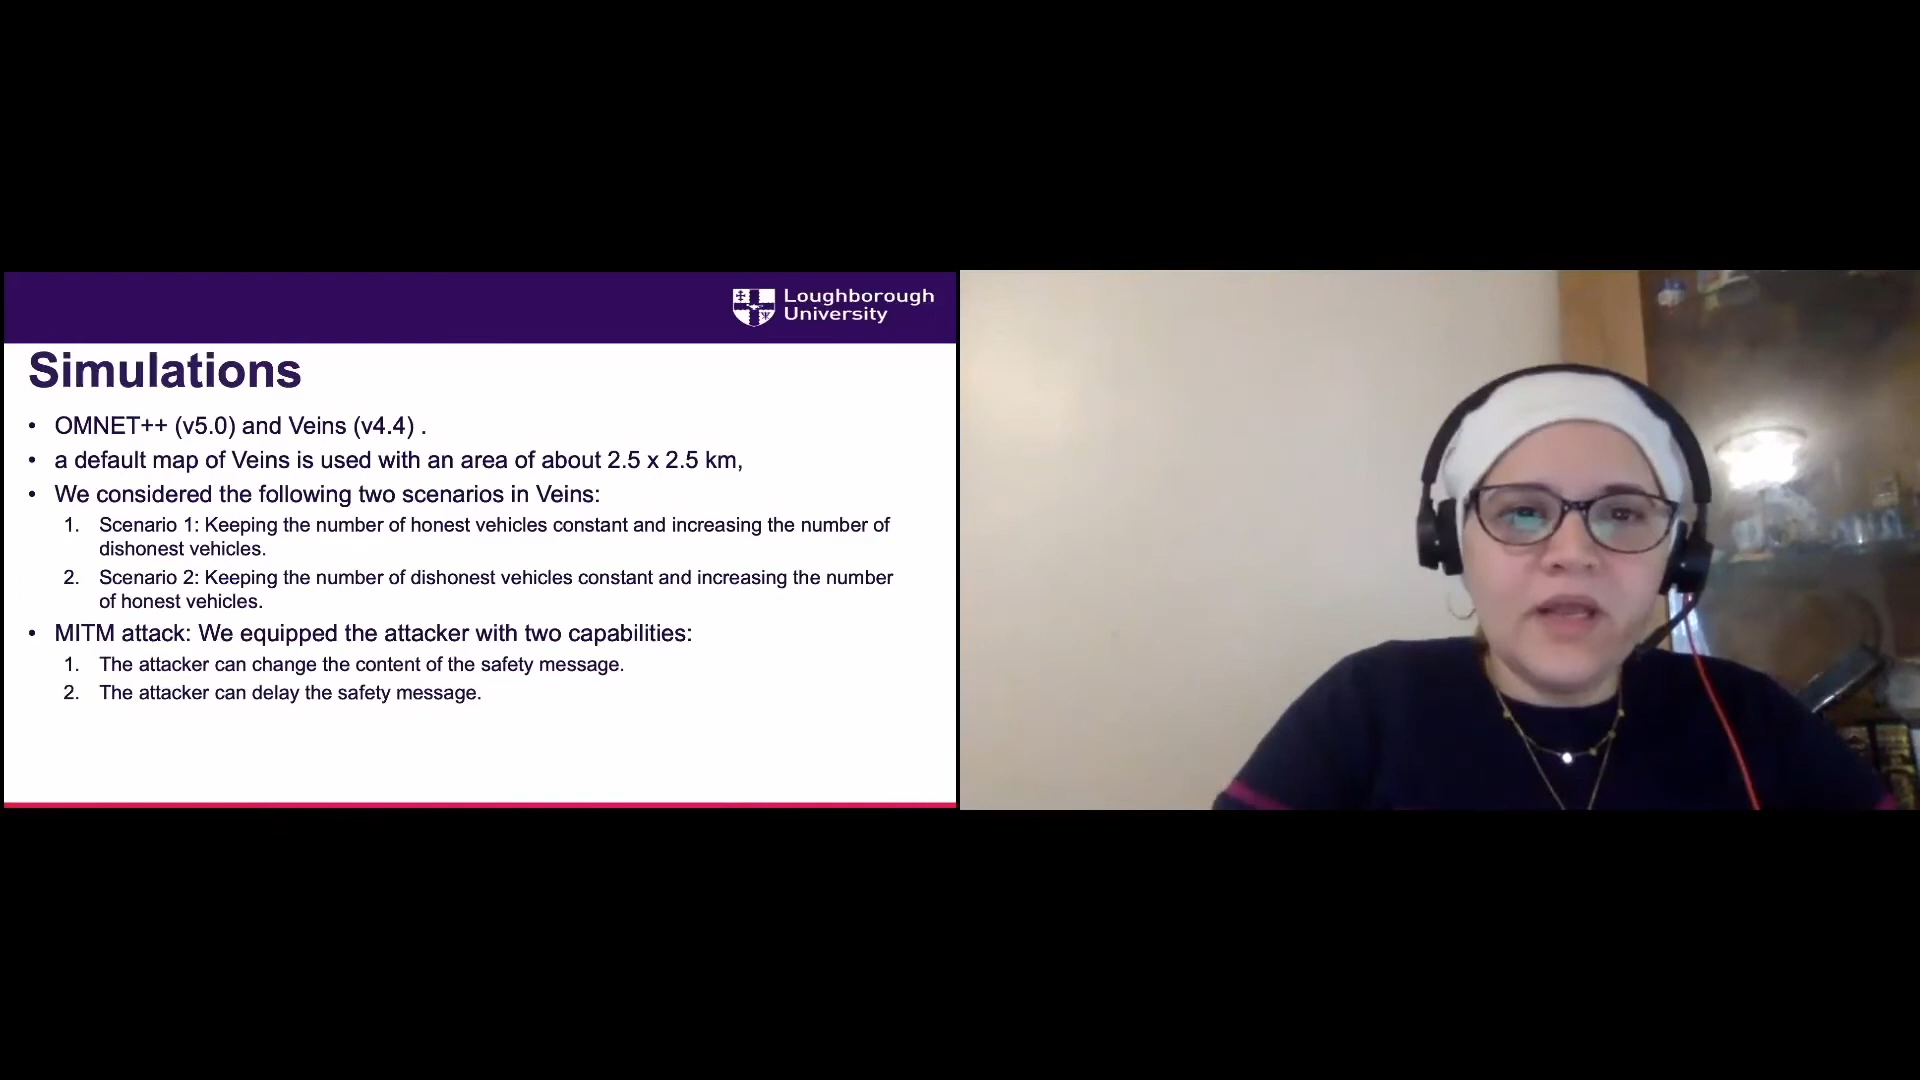 Loughborough
University
Simulations
• OMNET++ (v5.0) and Veins (v4.4) .
• a default map of Veins is used with an area of about 2.5 x 2.5 km,
• We considered the following two scenarios in Veins:
1. Scenario 1: Keeping the number of honest vehicles constant and increasing the number of
dishonest vehicles.
2. Scenario 2: Keeping the number of dishonest vehicles constant and increasing the number
of honest vehicles.
• MITM attack: We equipped the attacker with two capabilities:
1. The attacker can change the content of the safety message.
2. The attacker can delay the safety message.